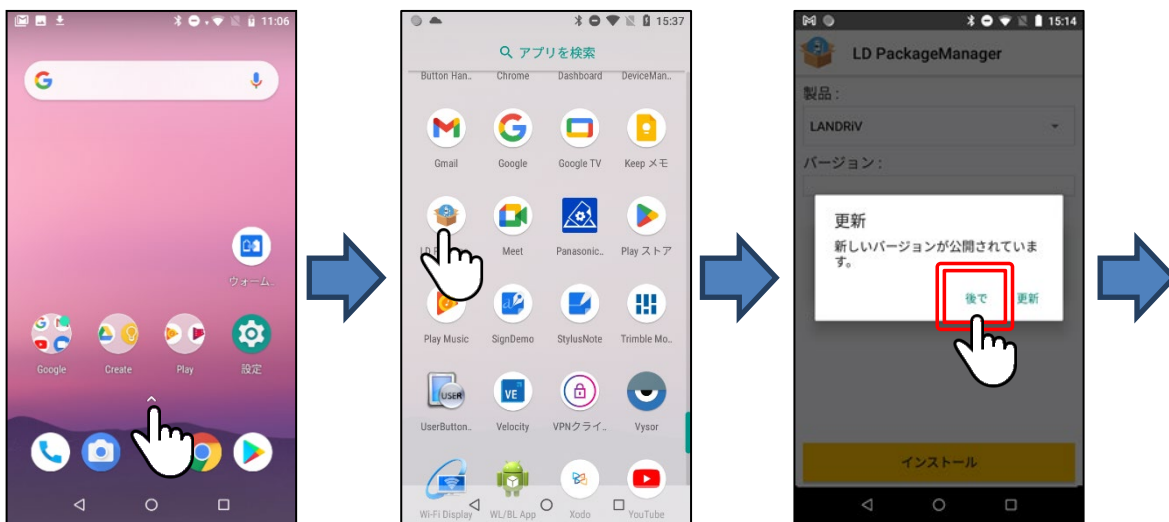 11:06
ウォーム..
Google
Create
Play
設定
15:37
アプリを検索
Button Han..
Chrome
Dashboard
DeviceMan..
Gmail
Google
Google TV
Keep メモ
Meet
Panasonic..
Play ストア
Play Music
SignDemo
StylusNote
Trimble Mo..
USER
VE
UserButton..
Velocity
VPNクライ..
Vysor
Wi-Fi Display
WL/BL App
Xodo
YouTube
15:14
LD PackageManager
製品 :
LANDRiV
バージョン :
更新
新しいバージョンが公開されていま
す。
後で
更新
インストール